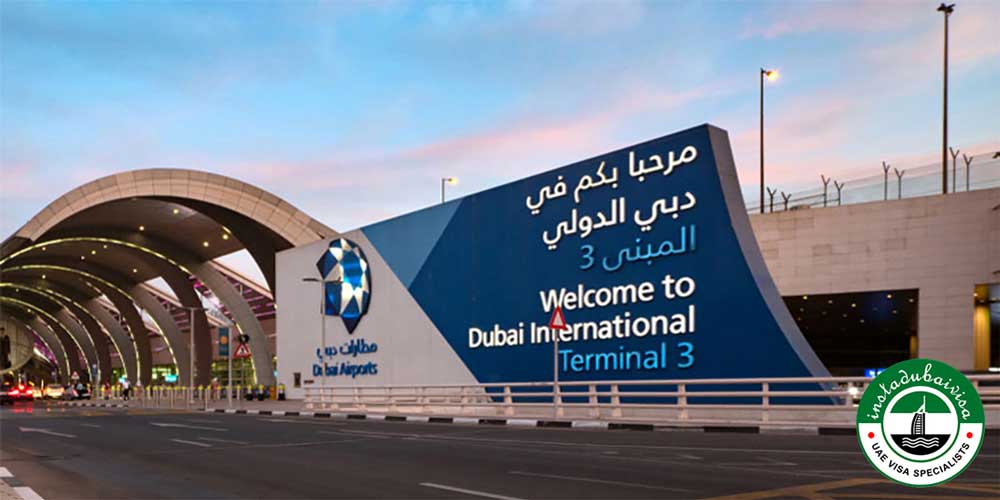 مرحبا بكم في
دبي الدولي
المبنى 3
Welcome to
Dubai International
Terminal 3
مطارات دبي
Dubai Airports
instadubaivisa
UAE VISA SPECIALISTS